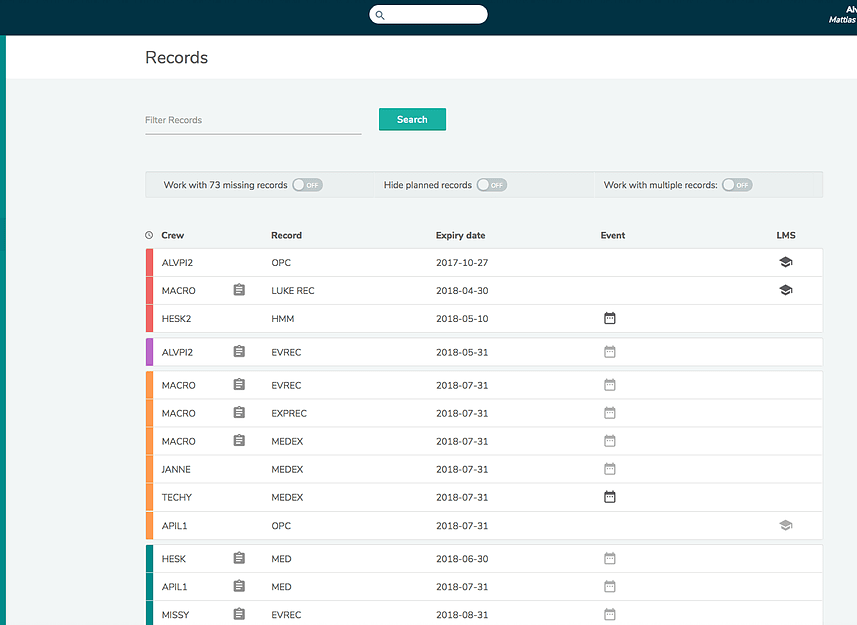 Alv
Mattias
Records
Filter Records
Search
Work with 73 missing records OFF Hide planned records OFF Work with multiple records: OFF
Crew Record Expiry date Event LMS
ALVPI2 OPC 2017-10-27
MACRO LUKE REC 2018-04-30
HESK2 HMM 2018-05-10
ALVPI2 EVREC 2018-05-31
MACRO EVREC 2018-07-31
MACRO EXPREC 2018-07-31
MACRO MEDEX 2018-07-31
JANNE MEDEX 2018-07-31
TECHY MEDEX 2018-07-31
APIL1 OPC 2018-07-31
HESK MED 2018-06-30
APIL1 MED 2018-07-31
MISSY EVREC 2018-08-31